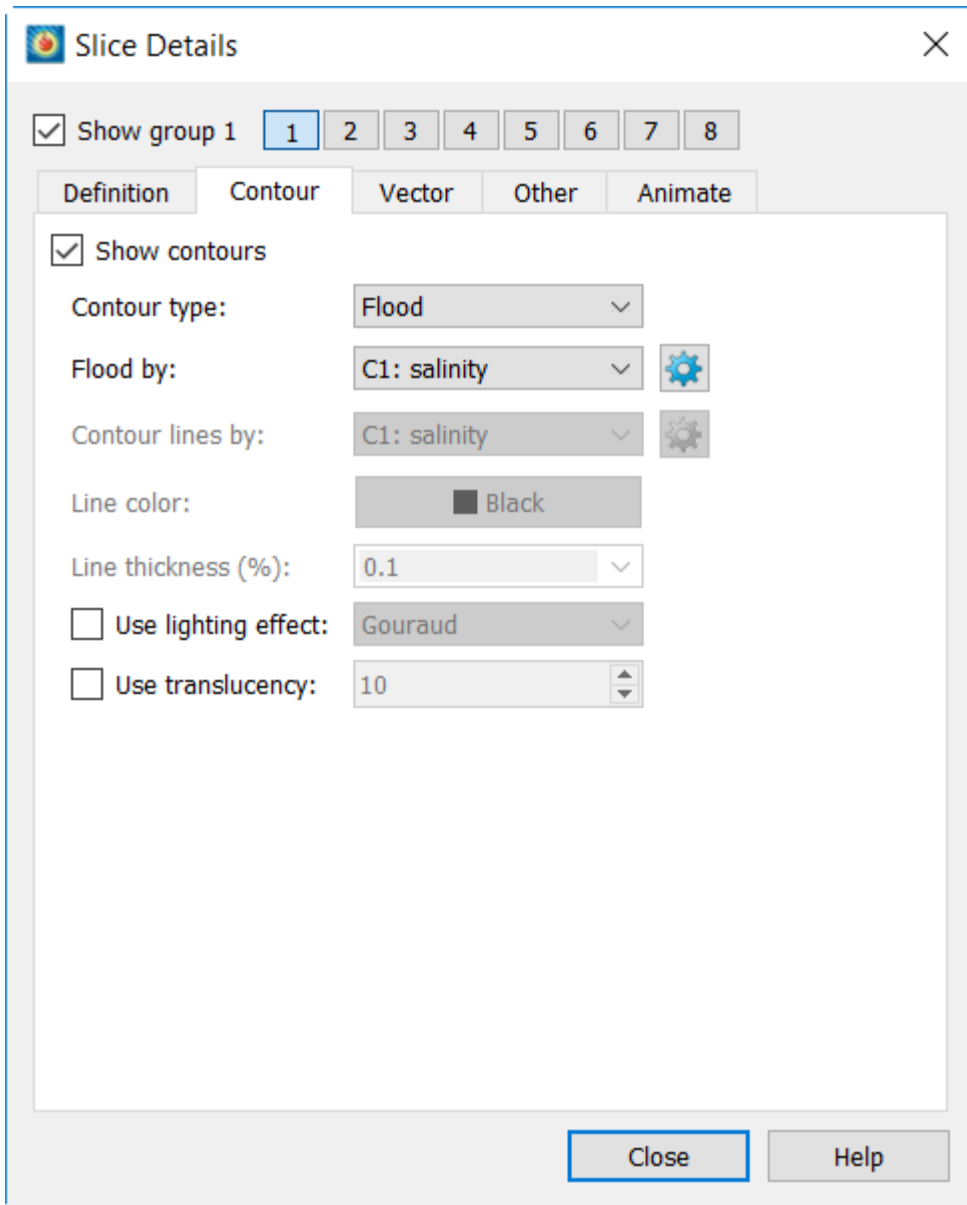 Slice Details
Show group 1 1 2 3 4 5 6 7 8
Definition Contour Vector Other Animate
Show contours
Contour type: Flood
Flood by: C1: salinity
Contour lines by: C1: salinity
Line color: Black
Line thickness (%): 0.1
Use lighting effect: Gouraud
Use translucency: 10
Close Help